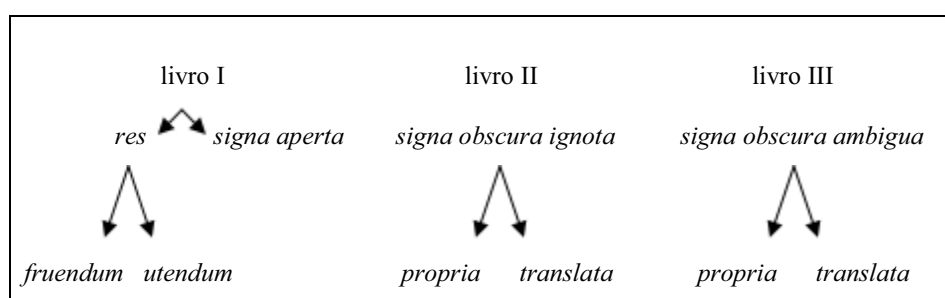 livro I livro II livro III
res signa aperta signa obscura ignota signa obscura ambigua
fruendum utendum propria translata propria translata